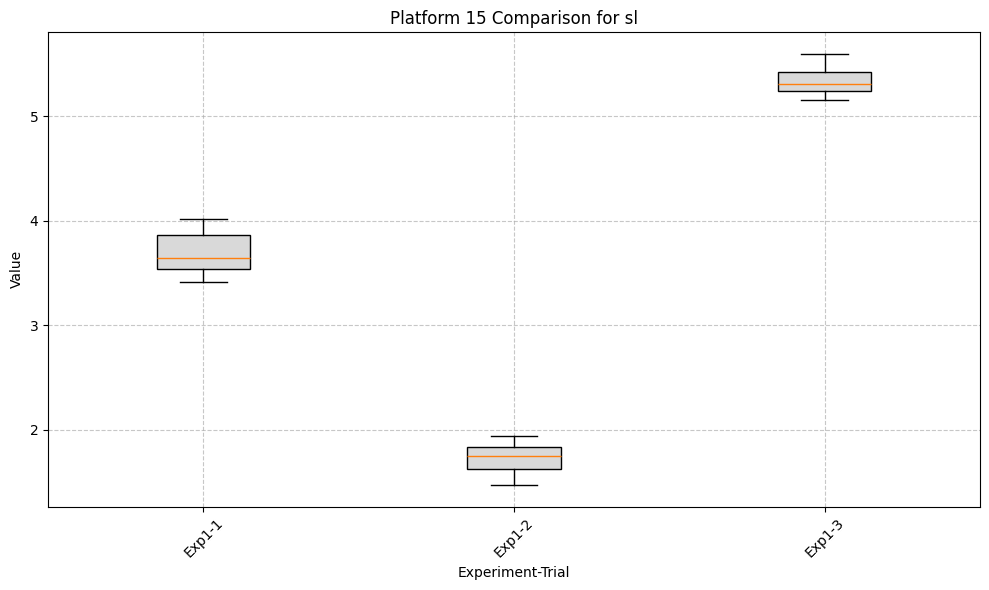 Platform 15 Comparison for sl
Value
5
4
3
2
Exp1-1
Exp1-2
Exp1-3
Experiment-Trial